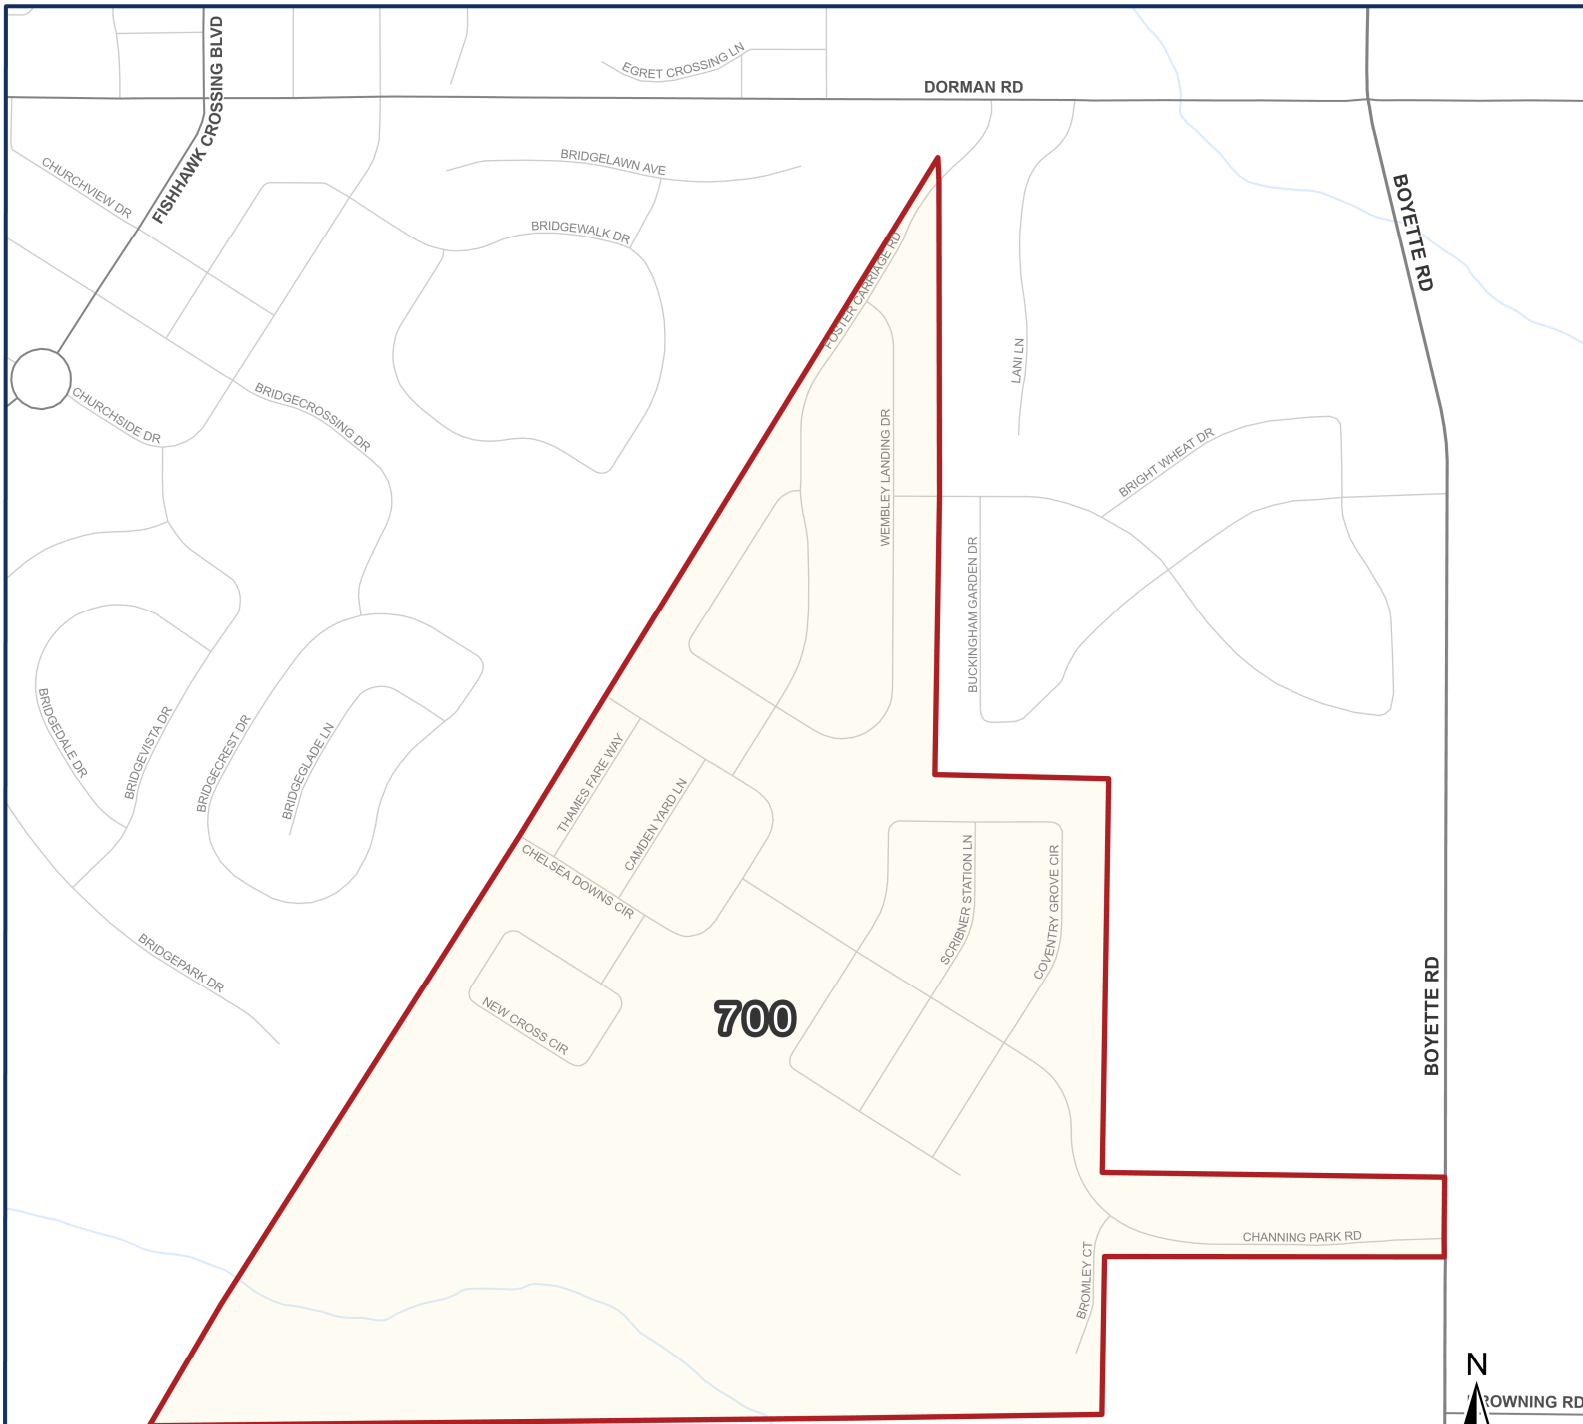 FISHHAWK CROSSING BLVD
EGRET CROSSING LN
DORMAN RD
CHURCHVIEW DR
BRIDGELAWN AVE
BOYETTE RD
BRIDGEWALK DR
FOSTER CARRIAGE RD
LANI LN
CHURCHSIDE DR
BRIDGECROSSING DR
WEMBLEY LANDING DR
BRIGHT WHEAT DR
BUCKINGHAM GARDEN DR
BRIDGEDALE DR
BRIDGEVISTA DR
BRIDGECREST DR
BRIDGEGLADE LN
THAMES FARE WAY
CAMDEN YARD LN
CHELSEA DOWNS CIR
SCRIBNER STATION LN
COVENTRY GROVE CIR
BRIDGEPARK DR
NEW CROSS CIR
700
BOYETTE RD
CHANNING PARK RD
BROMLEY CT
N
ROWNING RD